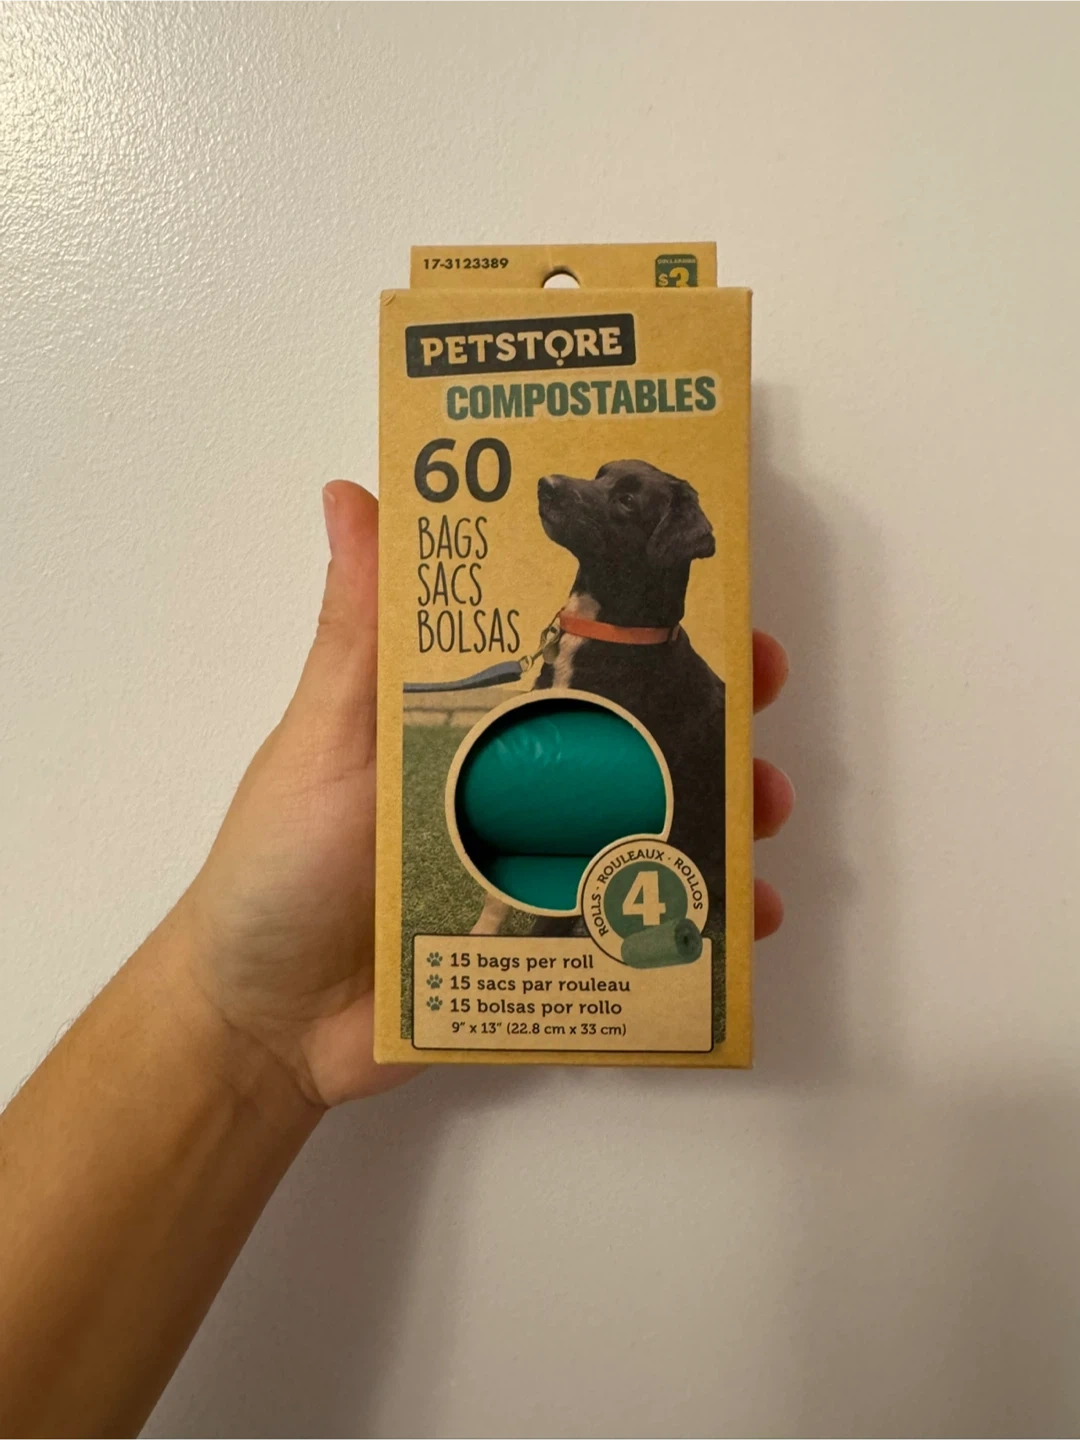 17-3123389
DOLLARAMA
$3
PETSTORE
COMPOSTABLES
60
BAGS
SACS
BOLSAS
ROLLS · ROULEAUX · ROLLOS
4
15 bags per roll
15 sacs par rouleau
15 bolsas por rollo
9" x 13" (22.8 cm x 33 cm)